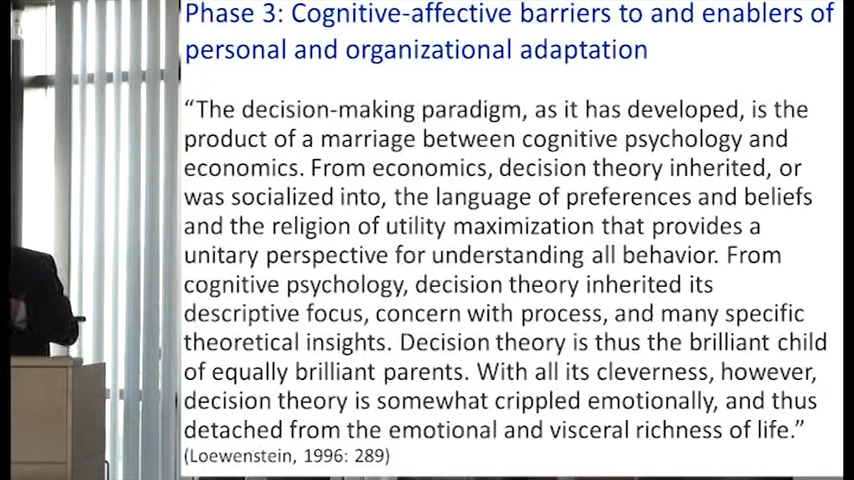 Phase 3: Cognitive-affective barriers to and enablers of
personal and organizational adaptation
“The decision-making paradigm, as it has developed, is the
product of a marriage between cognitive psychology and
economics. From economics, decision theory inherited, or
was socialized into, the language of preferences and beliefs
and the religion of utility maximization that provides a
unitary perspective for understanding all behavior. From
cognitive psychology, decision theory inherited its
descriptive focus, concern with process, and many specific
theoretical insights. Decision theory is thus the brilliant child
of equally brilliant parents. With all its cleverness, however,
decision theory is somewhat crippled emotionally, and thus
detached from the emotional and visceral richness of life.”
(Loewenstein, 1996: 289)